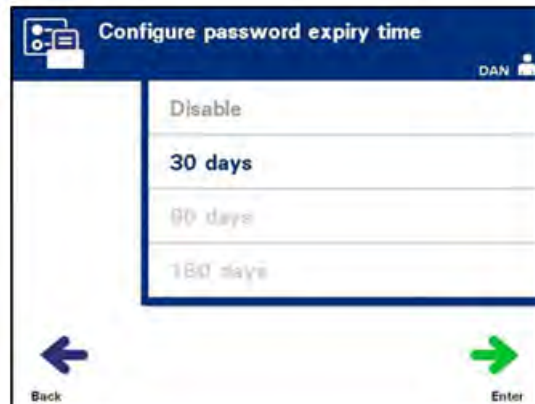 Configure password expiry time
DAN
Disable
30 days
90 days
180 days
Back
Enter